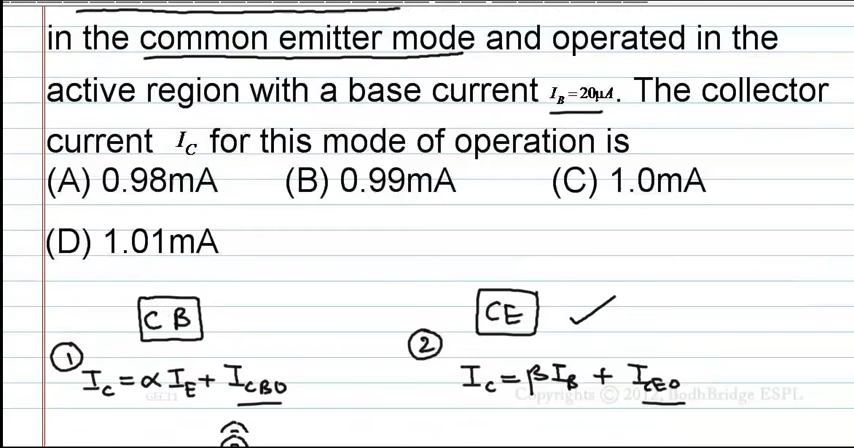 in the common emitter mode and operated in the
active region with a base current I_B=20μA. The collector
current I_C for this mode of operation is
(A) 0.98mA (B) 0.99mA (C) 1.0mA
(D) 1.01mA
CB CE ✓
① I_C = α I_E + I_CBO ② I_C = β I_B + I_CEO
Copyrights © 2012, BodhBridge ESPL